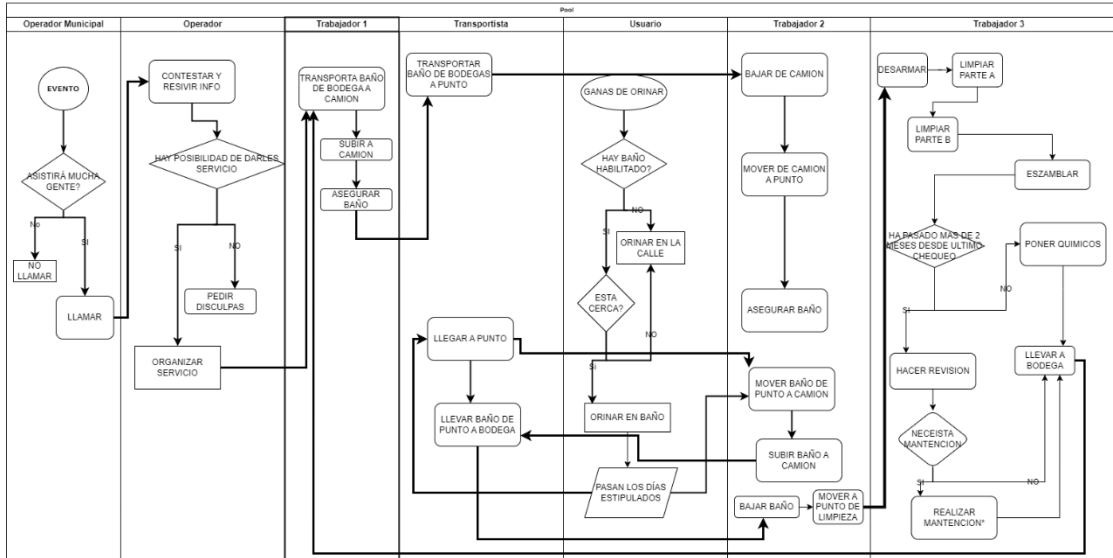 Pool
Operador Municipal
Operador
Trabajador 1
Transportista
Usuario
Trabajador 2
Trabajador 3
EVENTO
ASISTIRÁ MUCHA
GENTE?
No
SI
NO
LLAMAR
LLAMAR
CONTESTAR Y
RESIVIR INFO
HAY POSIBILIDAD DE DARLES
SERVICIO
SI
NO
PEDIR
DISCULPAS
ORGANIZAR
SERVICIO
TRANSPORTA BAÑO
DE BODEGA A
CAMION
SUBIR A
CAMION
ASEGURAR
BAÑO
TRANSPORTAR
BAÑO DE BODEGAS
A PUNTO
LLEGAR A PUNTO
LLEVAR BAÑO DE
PUNTO A BODEGA
GANAS DE ORINAR
HAY BAÑO
HABILITADO?
NO
SI
ORINAR EN LA
CALLE
ESTA
CERCA?
NO
Si
ORINAR EN BAÑO
PASAN LOS DÍAS
ESTIPULADOS
BAJAR DE CAMION
MOVER DE CAMION
A PUNTO
ASEGURAR BAÑO
MOVER BAÑO DE
PUNTO A CAMION
SUBIR BAÑO A
CAMION
BAJAR BAÑO
MOVER A
PUNTO DE
LIMPIEZA
DESARMAR
LIMPIAR
PARTE A
LIMPIAR
PARTE B
ESZAMBLAR
HA PASADO MAS DE 2
MESES DESDE ULTIMO
CHEQUEO
PONER QUIMICOS
NO
SI
HACER REVISION
LLEVAR A
BODEGA
NECEISTA
MANTENCION
SI
NO
REALIZAR
MANTENCION*